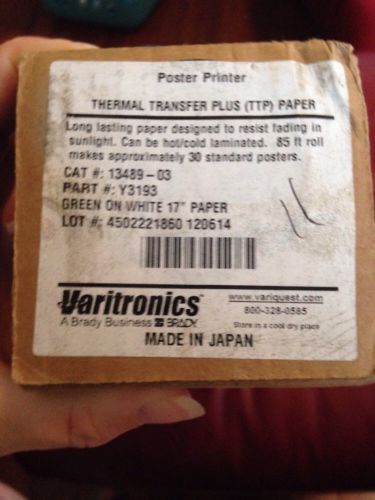 Poster Printer
THERMAL TRANSFER PLUS (TTP) PAPER
Long lasting paper designed to resist fading in
sunlight. Can be hot/cold laminated. 85 ft roll
makes approximately 30 standard posters.
CAT #: 13489-03
PART #: Y3193
GREEN ON WHITE 17" PAPER
LOT #: 4502221860 120614
Varitronics™
A Brady Business BRADY
www.variquest.com
800-328-0585
Store in a cool dry place
MADE IN JAPAN